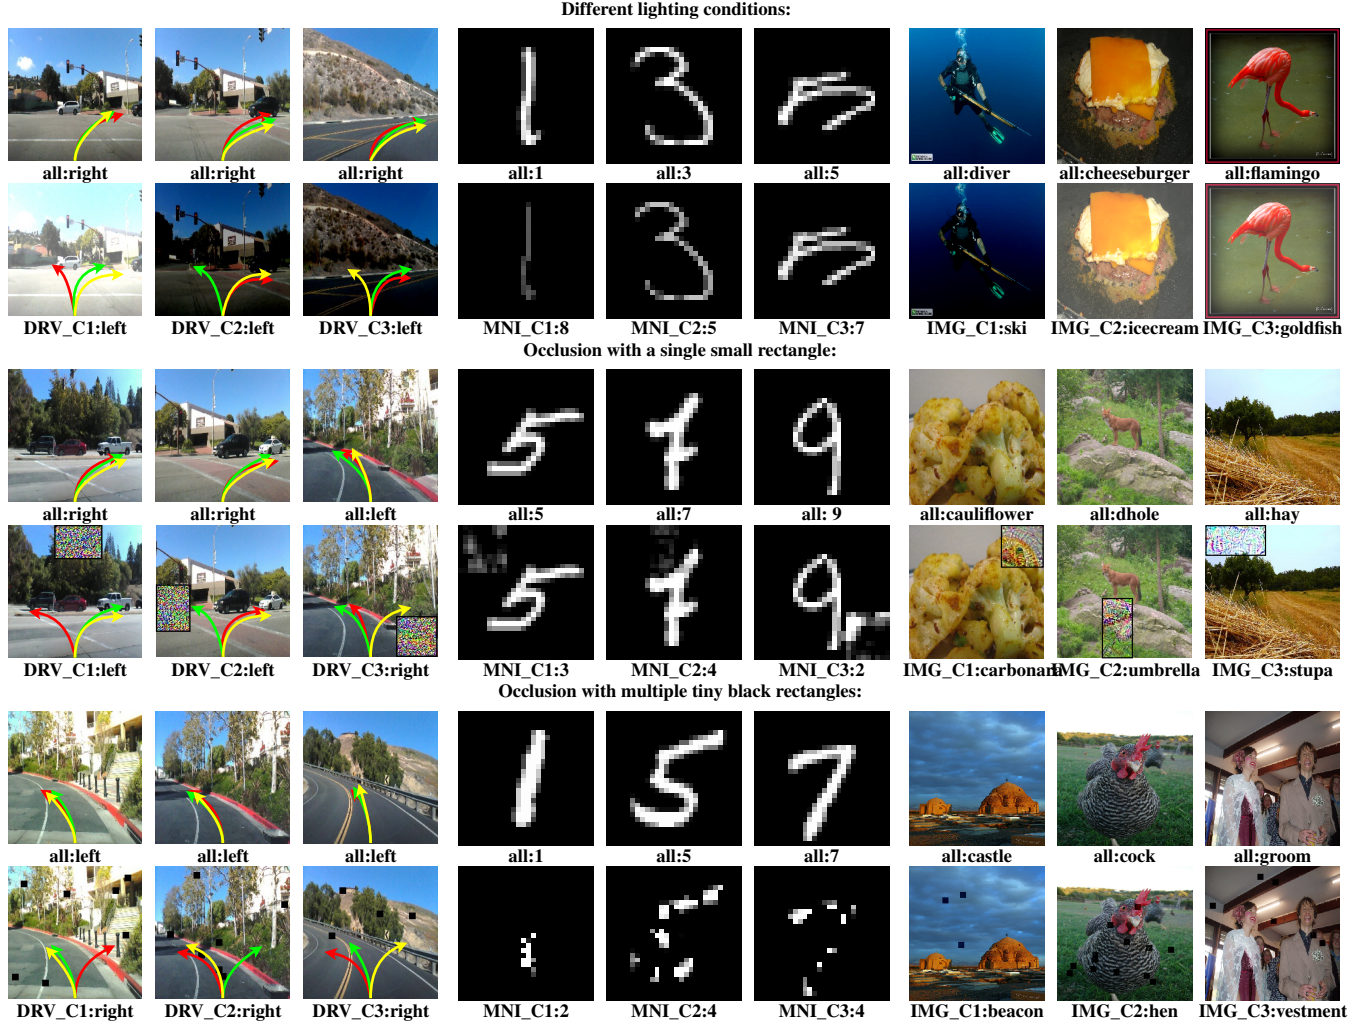 Different lighting conditions:
all:right all:right all:right all:1 all:3 all:5 all:diver all:cheeseburger all:flamingo
DRV_C1:left DRV_C2:left DRV_C3:left MNI_C1:8 MNI_C2:5 MNI_C3:7 IMG_C1:ski IMG_C2:icecream IMG_C3:goldfish
Occlusion with a single small rectangle:
all:right all:right all:left all:5 all:7 all: 9 all:cauliflower all:dhole all:hay
DRV_C1:left DRV_C2:left DRV_C3:right MNI_C1:3 MNI_C2:4 MNI_C3:2 IMG_C1:carbonara IMG_C2:umbrella IMG_C3:stupa
Occlusion with multiple tiny black rectangles:
all:left all:left all:left all:1 all:5 all:7 all:castle all:cock all:groom
DRV_C1:right DRV_C2:right DRV_C3:right MNI_C1:2 MNI_C2:4 MNI_C3:4 IMG_C1:beacon IMG_C2:hen IMG_C3:vestment